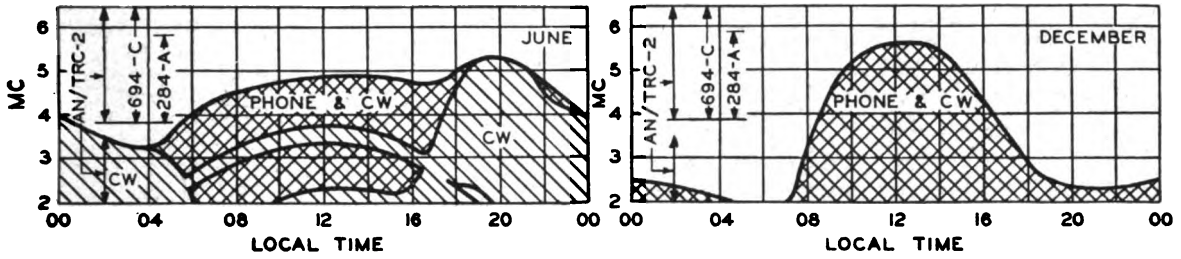 MC
6
5
4
3
2
AN/TRC-2
694-C
284-A
JUNE
PHONE & CW
CW
CW
00 04 08 12 16 20 00
LOCAL TIME
MC
6
5
4
3
2
AN/TRC-2
694-C
284-A
DECEMBER
PHONE & CW
00 04 08 12 16 20 00
LOCAL TIME